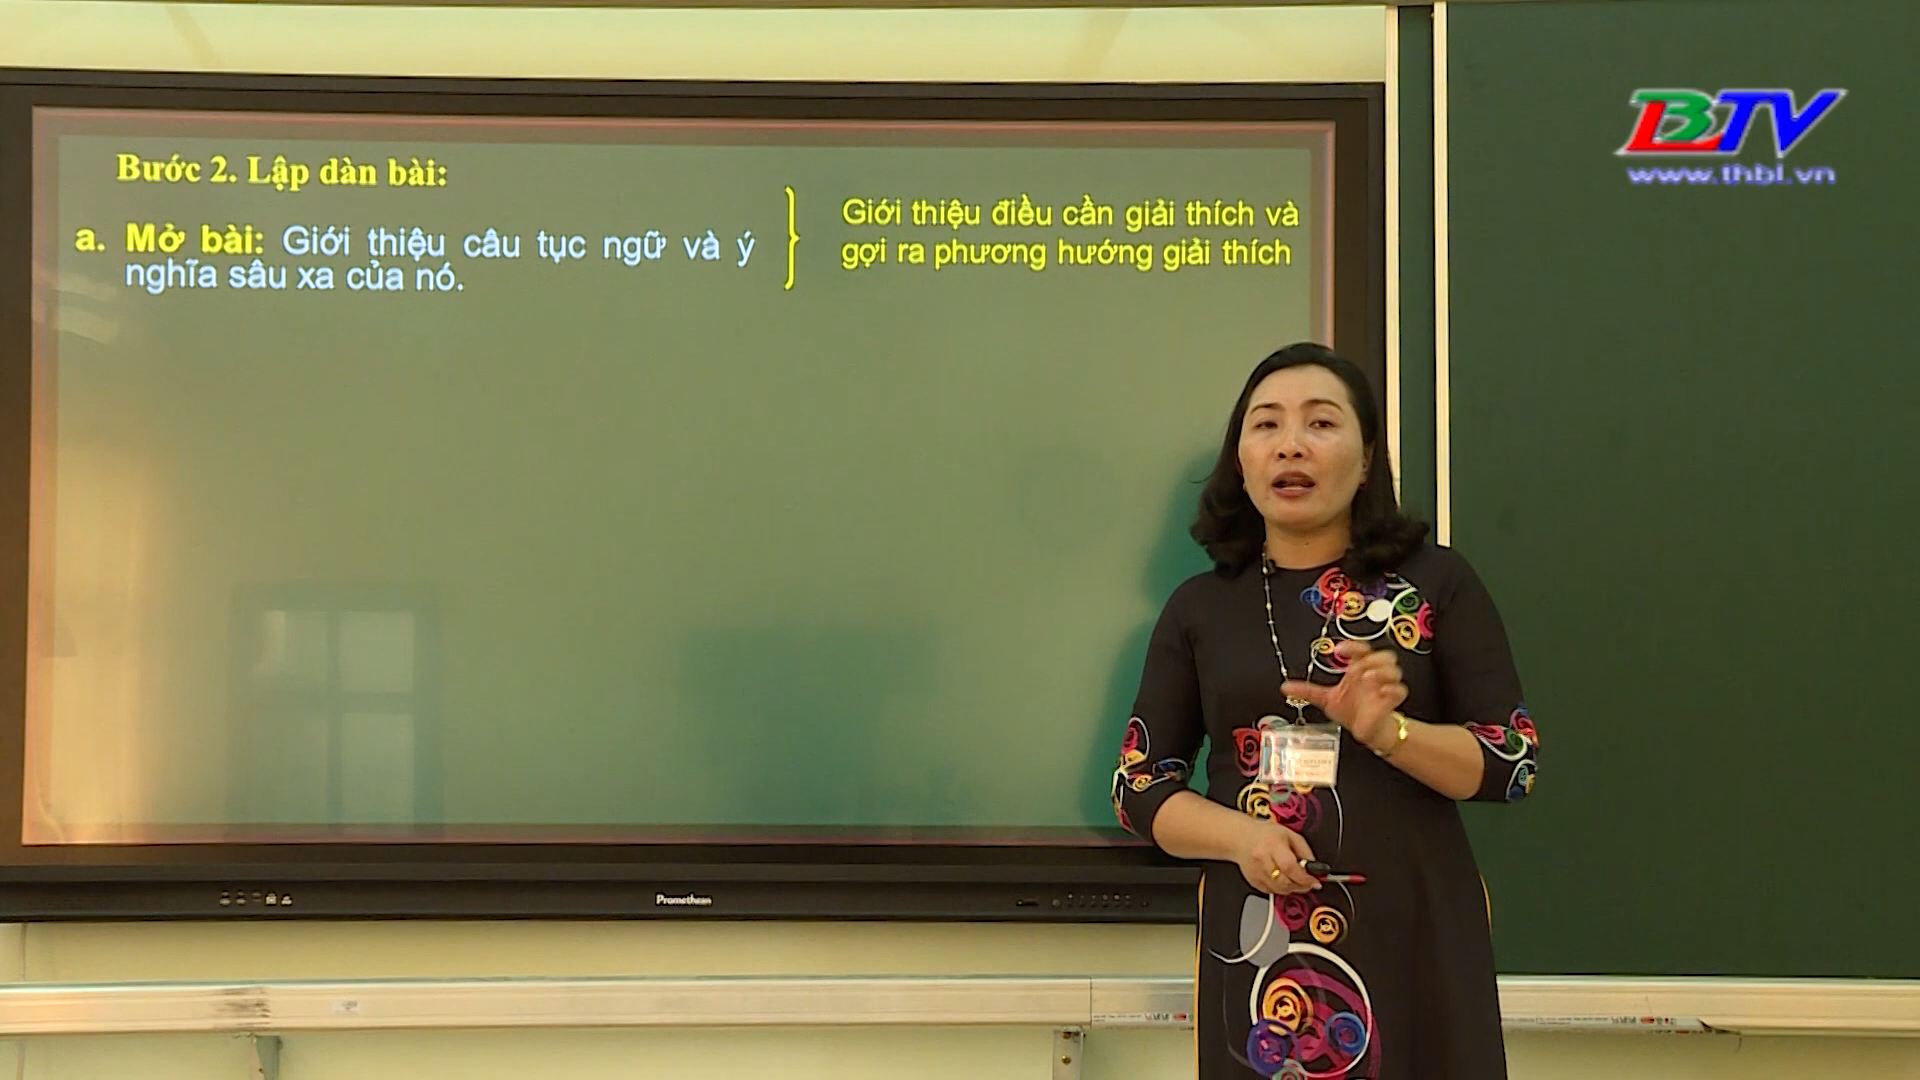 BTV
www.thbl.vn
Bước 2. Lập dàn bài:
a. Mở bài: Giới thiệu câu tục ngữ và ý
nghĩa sâu xa của nó.
Giới thiệu điều cần giải thích và
gợi ra phương hướng giải thích
Promethean